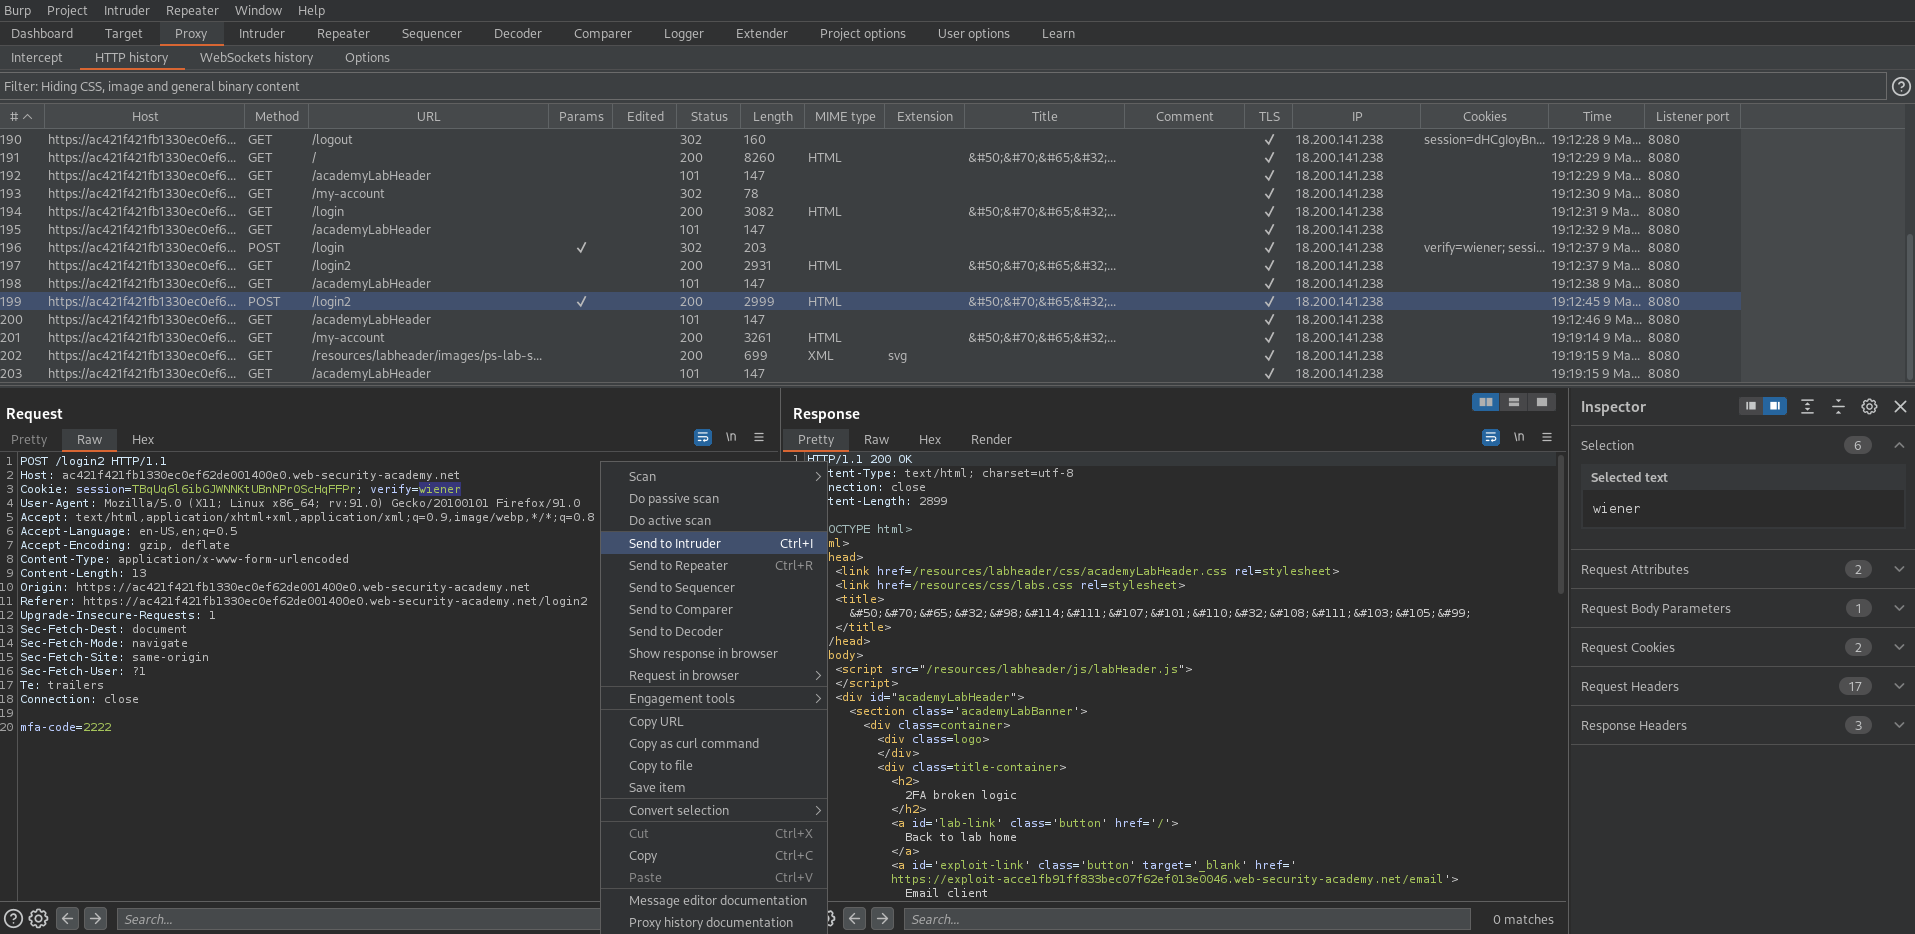 Burp Project Intruder Repeater Window Help
Dashboard Target Proxy Intruder Repeater Sequencer Decoder Comparer Logger Extender Project options User options Learn
Intercept HTTP history WebSockets history Options
Filter: Hiding CSS, image and general binary content
# Host Method URL Params Edited Status Length MIME type Extension Title Comment TLS IP Cookies Time Listener port
190 https://ac421f421fb1330ec0ef6... GET /logout 302 160 ✓ 18.200.141.238 session=dHCgIoyBn... 19:12:28 9 Ma... 8080
191 https://ac421f421fb1330ec0ef6... GET / 200 8260 HTML &#50;&#70;&#65;&#32;... ✓ 18.200.141.238 19:12:29 9 Ma... 8080
192 https://ac421f421fb1330ec0ef6... GET /academyLabHeader 101 147 ✓ 18.200.141.238 19:12:29 9 Ma... 8080
193 https://ac421f421fb1330ec0ef6... GET /my-account 302 78 ✓ 18.200.141.238 19:12:30 9 Ma... 8080
194 https://ac421f421fb1330ec0ef6... GET /login 200 3082 HTML &#50;&#70;&#65;&#32;... ✓ 18.200.141.238 19:12:31 9 Ma... 8080
195 https://ac421f421fb1330ec0ef6... GET /academyLabHeader 101 147 ✓ 18.200.141.238 19:12:32 9 Ma... 8080
196 https://ac421f421fb1330ec0ef6... POST /login ✓ 302 203 ✓ 18.200.141.238 verify=wiener; sessi... 19:12:37 9 Ma... 8080
197 https://ac421f421fb1330ec0ef6... GET /login2 200 2931 HTML &#50;&#70;&#65;&#32;... ✓ 18.200.141.238 19:12:37 9 Ma... 8080
198 https://ac421f421fb1330ec0ef6... GET /academyLabHeader 101 147 ✓ 18.200.141.238 19:12:38 9 Ma... 8080
199 https://ac421f421fb1330ec0ef6... POST /login2 ✓ 200 2999 HTML &#50;&#70;&#65;&#32;... ✓ 18.200.141.238 19:12:45 9 Ma... 8080
200 https://ac421f421fb1330ec0ef6... GET /academyLabHeader 101 147 ✓ 18.200.141.238 19:12:46 9 Ma... 8080
201 https://ac421f421fb1330ec0ef6... GET /my-account 200 3261 HTML &#50;&#70;&#65;&#32;... ✓ 18.200.141.238 19:19:14 9 Ma... 8080
202 https://ac421f421fb1330ec0ef6... GET /resources/labheader/images/ps-lab-s... 200 699 XML svg ✓ 18.200.141.238 19:19:15 9 Ma... 8080
203 https://ac421f421fb1330ec0ef6... GET /academyLabHeader 101 147 ✓ 18.200.141.238 19:19:15 9 Ma... 8080
Request
Pretty Raw Hex \n
1 POST /login2 HTTP/1.1
2 Host: ac421f421fb1330ec0ef62de001400e0.web-security-academy.net
3 Cookie: session=TBqUq6l6ibGJWNNKtUBnNPrOScHqFFPr; verify=wiener
4 User-Agent: Mozilla/5.0 (X11; Linux x86_64; rv:91.0) Gecko/20100101 Firefox/91.0
5 Accept: text/html,application/xhtml+xml,application/xml;q=0.9,image/webp,*/*;q=0.8
6 Accept-Language: en-US,en;q=0.5
7 Accept-Encoding: gzip, deflate
8 Content-Type: application/x-www-form-urlencoded
9 Content-Length: 13
10 Origin: https://ac421f421fb1330ec0ef62de001400e0.web-security-academy.net
11 Referer: https://ac421f421fb1330ec0ef62de001400e0.web-security-academy.net/login2
12 Upgrade-Insecure-Requests: 1
13 Sec-Fetch-Dest: document
14 Sec-Fetch-Mode: navigate
15 Sec-Fetch-Site: same-origin
16 Sec-Fetch-User: ?1
17 Te: trailers
18 Connection: close
19
20 mfa-code=2222
Search...
Scan
Do passive scan
Do active scan
Send to Intruder Ctrl+I
Send to Repeater Ctrl+R
Send to Sequencer
Send to Comparer
Send to Decoder
Show response in browser
Request in browser
Engagement tools
Copy URL
Copy as curl command
Copy to file
Save item
Convert selection
Cut Ctrl+X
Copy Ctrl+C
Paste Ctrl+V
Message editor documentation
Proxy history documentation
Response
Pretty Raw Hex Render \n
1 HTTP/1.1 200 OK
tent-Type: text/html; charset=utf-8
nection: close
tent-Length: 2899
OCTYPE html>
ml>
head>
<link href=/resources/labheader/css/academyLabHeader.css rel=stylesheet>
<link href=/resources/css/labs.css rel=stylesheet>
<title>
&#50;&#70;&#65;&#32;&#98;&#114;&#111;&#107;&#101;&#110;&#32;&#108;&#111;&#103;&#105;&#99;
</title>
/head>
body>
<script src="/resources/labheader/js/labHeader.js">
</script>
<div id="academyLabHeader">
<section class='academyLabBanner'>
<div class=container>
<div class=logo>
</div>
<div class=title-container>
<h2>
2FA broken logic
</h2>
<a id='lab-link' class='button' href='/'>
Back to lab home
</a>
<a id='exploit-link' class='button' target='_blank' href='
https://exploit-acce1fb91ff833bec07f62ef013e0046.web-security-academy.net/email'>
Email client
Search...
0 matches
Inspector
Selection 6
Selected text
wiener
Request Attributes 2
Request Body Parameters 1
Request Cookies 2
Request Headers 17
Response Headers 3